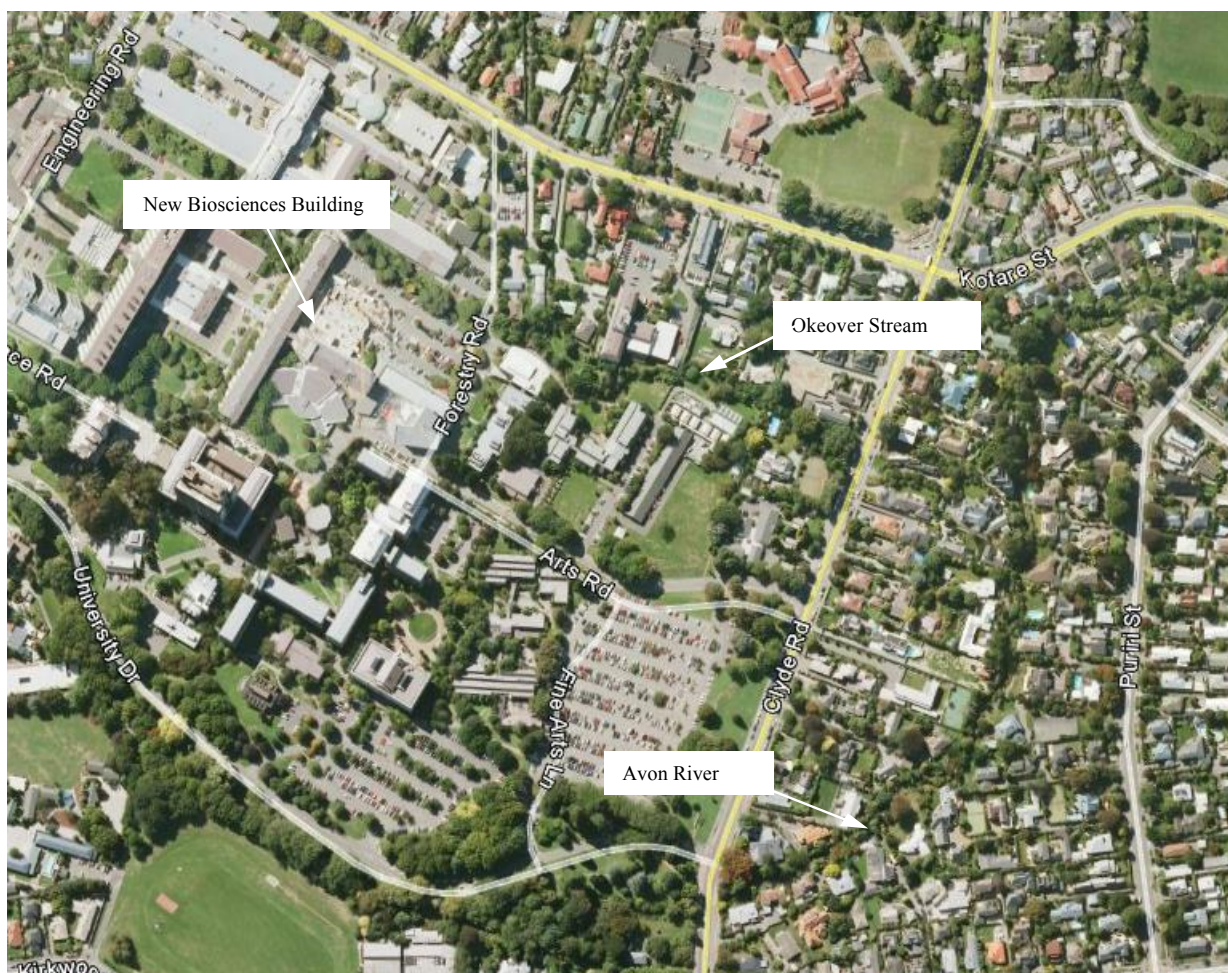 Engineering Rd
New Biosciences Building
Kotare St
Okeover Stream
ce Rd
Forestry Rd
Arts Rd
University Dr
Puriri St
Clyde Rd
Fine Arts Ln
Avon River
Kirkwoo